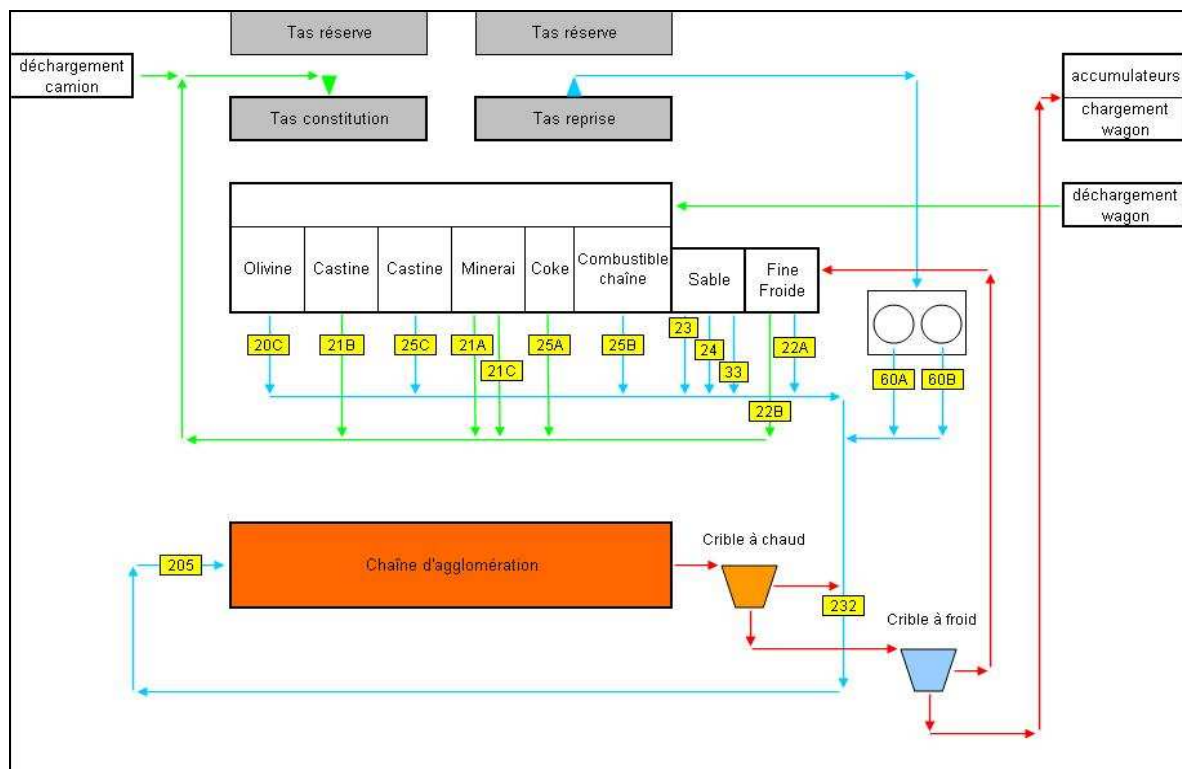 Tas réserve
Tas réserve
déchargement
camion
accumulateurs
Tas constitution
Tas reprise
chargement
wagon
déchargement
wagon
Olivine
Castine
Castine
Minerai
Coke
Combustible
chaîne
Sable
Fine
Froide
20C
21B
25C
21A
21C
25A
25B
23
24
33
22A
22B
60A
60B
Crible à chaud
205
Chaîne d'agglomération
232
Crible à froid